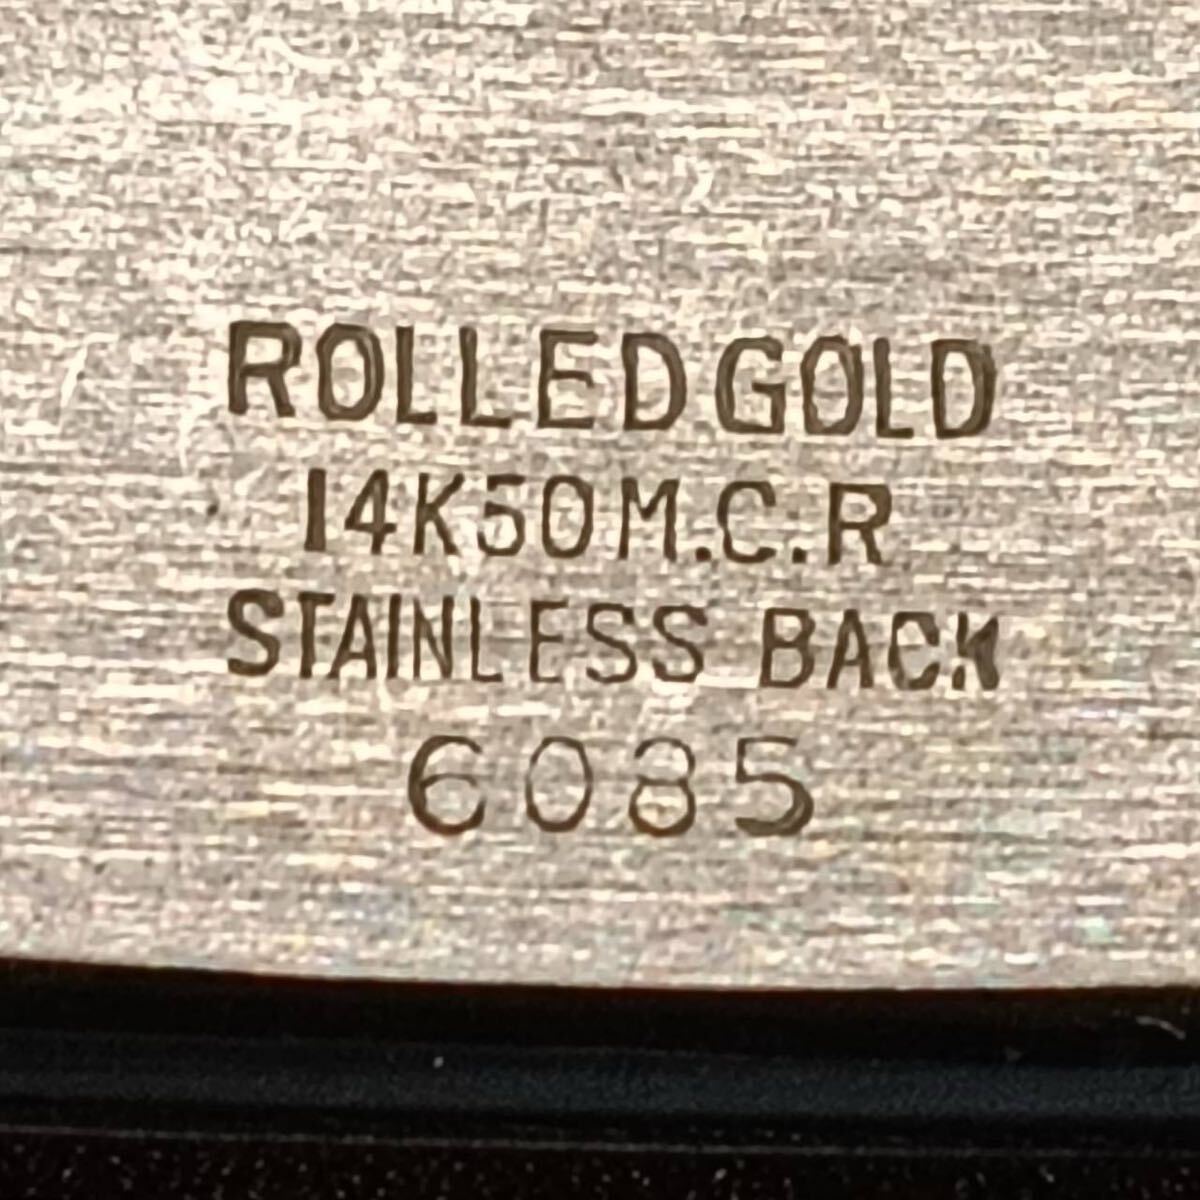 ROLLED GOLD
14K50M.C.R
STAINLESS BACK
6085